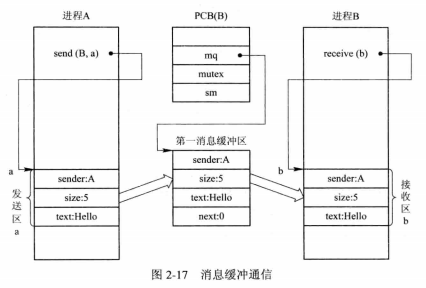 进程A
PCB(B)
进程B
send (B, a)
mq
mutex
sm
receive (b)
第一消息缓冲区
a
sender:A
size:5
text:Hello
发送区a
sender:A
size:5
text:Hello
next:0
b
sender:A
size:5
text:Hello
接收区b
图 2-17 消息缓冲通信